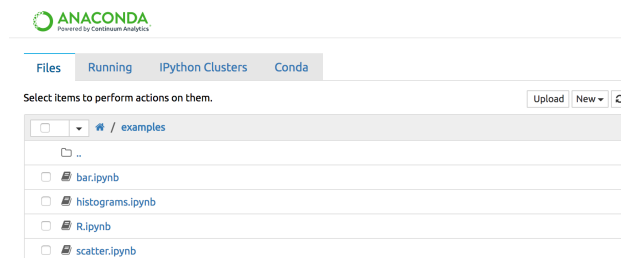 ANACONDA
Powered by Continuum Analytics
Files Running IPython Clusters Conda
Select items to perform actions on them. Upload New
/ examples
..
bar.ipynb
histograms.ipynb
R.ipynb
scatter.ipynb